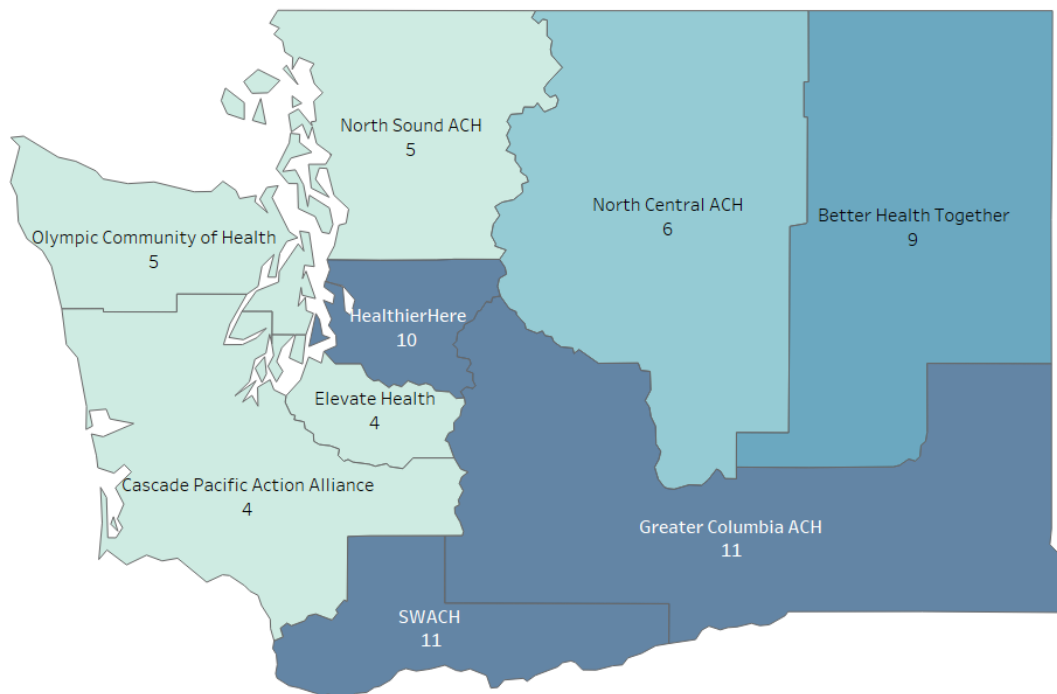 North Sound ACH
5
North Central ACH
6
Better Health Together
9
Olympic Community of Health
5
HealthierHere
10
Elevate Health
4
Cascade Pacific Action Alliance
4
Greater Columbia ACH
11
SWACH
11